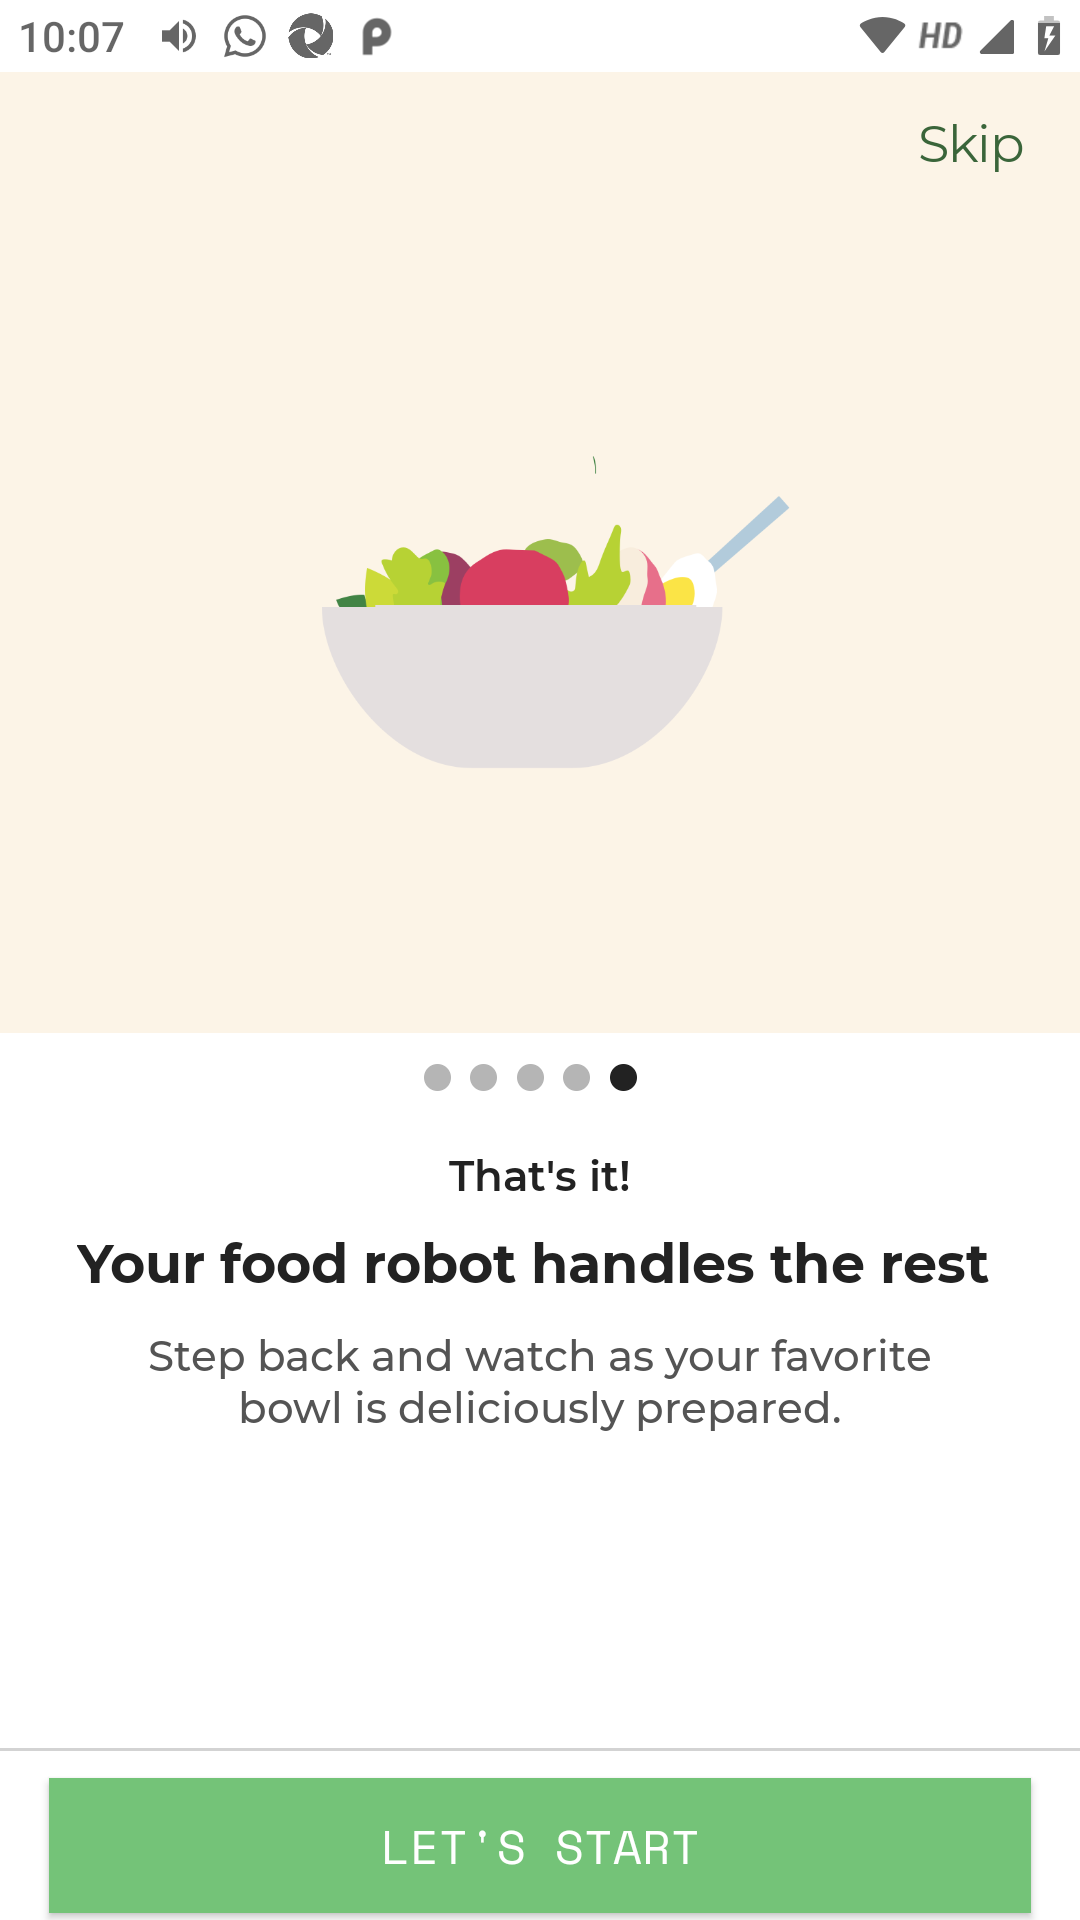 10:07
HD
Skip
That's it!
Your food robot handles the rest
Step back and watch as your favorite
bowl is deliciously prepared.
LET'S START